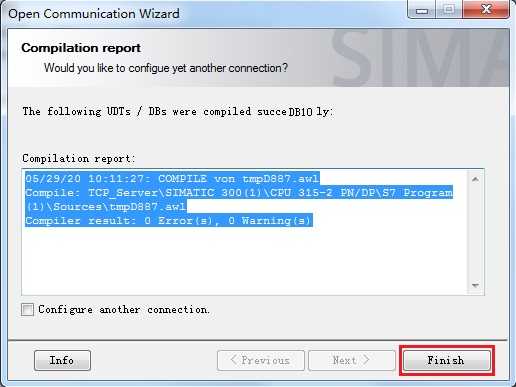 Open Communication Wizard
Compilation report
Would you like to configue yet another connection?
SIMA
The following UDTs / DBs were compiled succeDB10 ly:
Compilation report:
05/29/20 10:11:27: COMPILE von tmpD887.awl
Compile: TCP_Server\SIMATIC 300(1)\CPU 315-2 PN/DP\S7 Program
(1)\Sources\tmpD887.awl
Compiler result: 0 Error(s), 0 Warning(s)
Configure another connection.
Info
< Previous
Next >
Finish